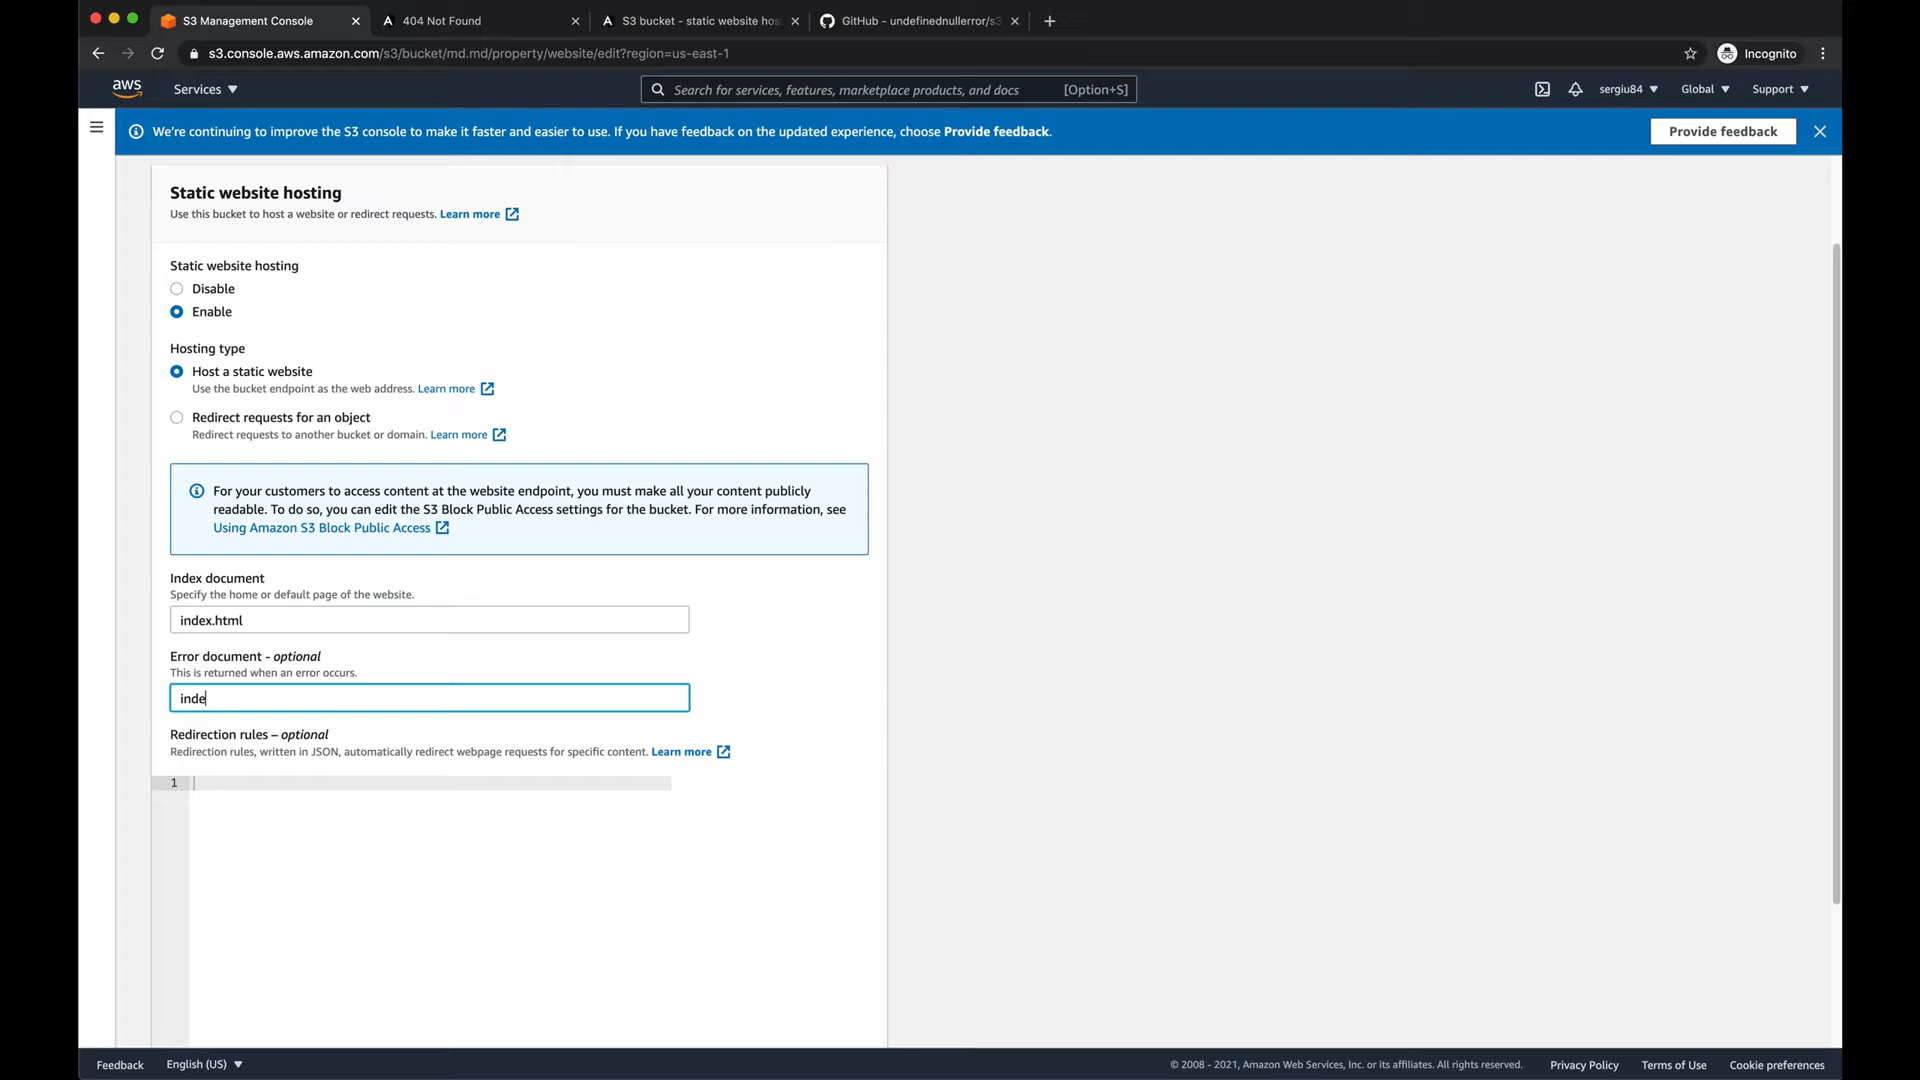 S3 Management Console
404 Not Found
S3 bucket - static website hos
GitHub - undefinednullerror/s3
s3.console.aws.amazon.com/s3/bucket/md.md/property/website/edit?region=us-east-1
Incognito
aws
Services
Search for services, features, marketplace products, and docs [Option+S]
sergiu84
Global
Support
We're continuing to improve the S3 console to make it faster and easier to use. If you have feedback on the updated experience, choose Provide feedback.
Provide feedback
Static website hosting
Use this bucket to host a website or redirect requests. Learn more
Static website hosting
Disable
Enable
Hosting type
Host a static website
Use the bucket endpoint as the web address. Learn more
Redirect requests for an object
Redirect requests to another bucket or domain. Learn more
For your customers to access content at the website endpoint, you must make all your content publicly
readable. To do so, you can edit the S3 Block Public Access settings for the bucket. For more information, see
Using Amazon S3 Block Public Access
Index document
Specify the home or default page of the website.
index.html
Error document - optional
This is returned when an error occurs.
inde
Redirection rules – optional
Redirection rules, written in JSON, automatically redirect webpage requests for specific content. Learn more
1
Feedback
English (US)
© 2008 - 2021, Amazon Web Services, Inc. or its affiliates. All rights reserved.
Privacy Policy
Terms of Use
Cookie preferences